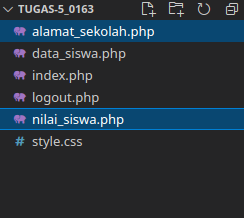 TUGAS-5_0163
alamat_sekolah.php
data_siswa.php
index.php
logout.php
nilai_siswa.php
# style.css